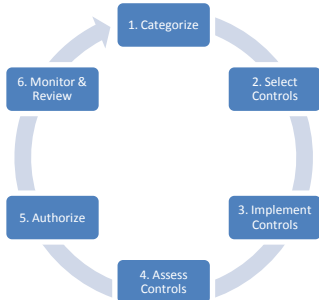 1. Categorize
2. Select
Controls
3. Implement
Controls
4. Assess
Controls
5. Authorize
6. Monitor &
Review